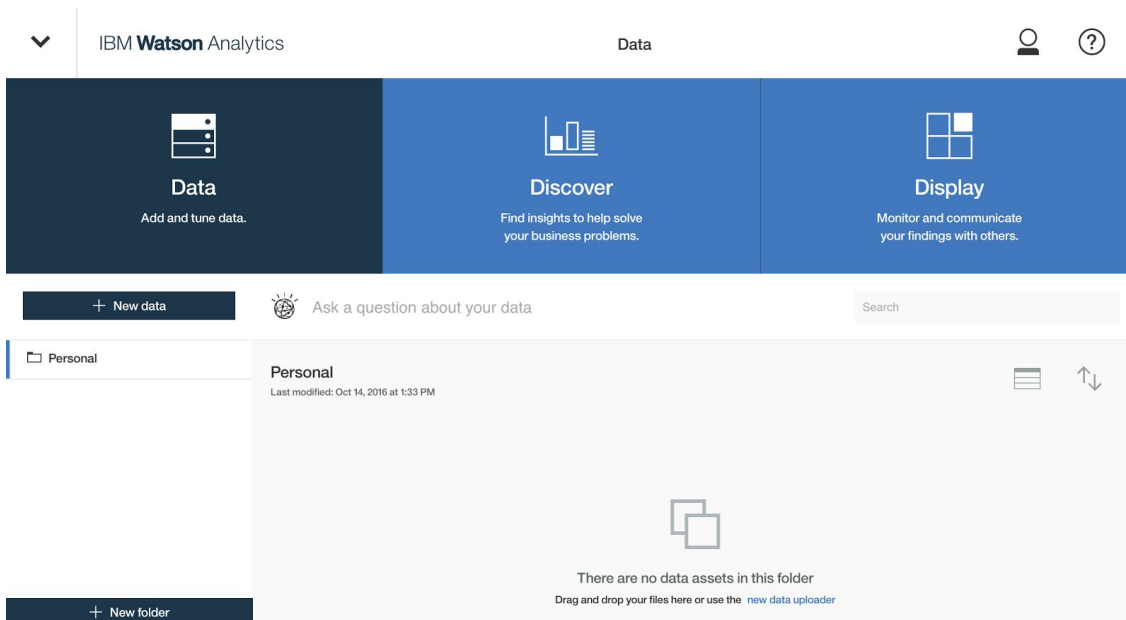 IBM Watson Analytics
Data
?
Data
Add and tune data.
Discover
Find insights to help solve
your business problems.
Display
Monitor and communicate
your findings with others.
+ New data
Ask a question about your data
Search
Personal
Personal
Last modified: Oct 14, 2016 at 1:33 PM
There are no data assets in this folder
Drag and drop your files here or use the new data uploader
+ New folder